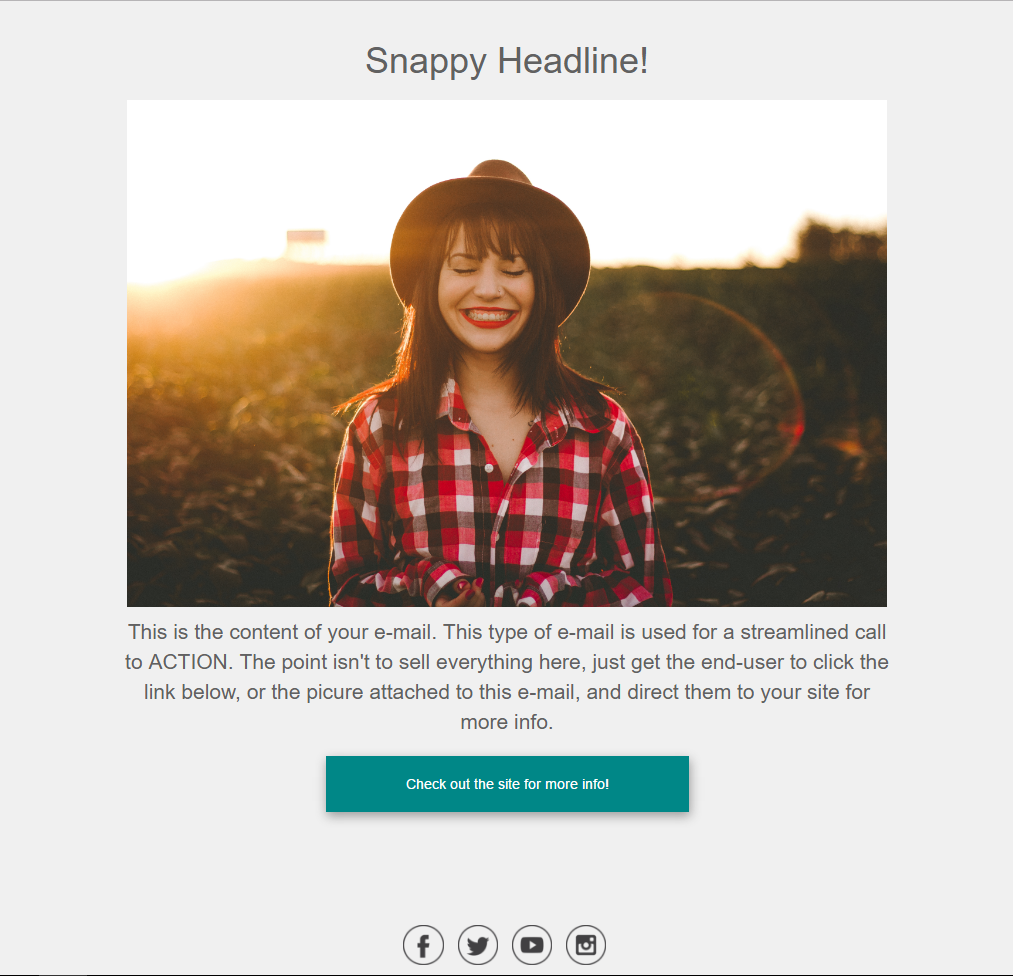 Snappy Headline!
This is the content of your e-mail. This type of e-mail is used for a streamlined call
to ACTION. The point isn't to sell everything here, just get the end-user to click the
link below, or the picure attached to this e-mail, and direct them to your site for
more info.
Check out the site for more info!